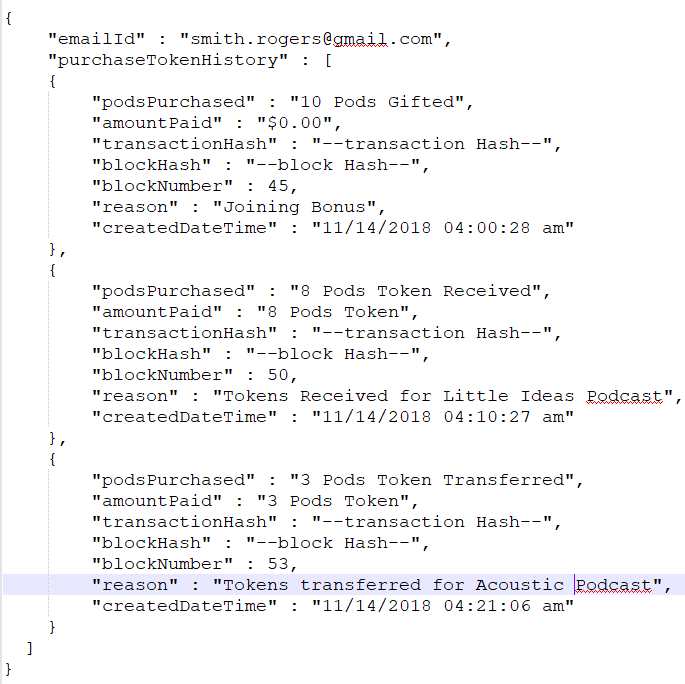 {
"emailId" : "smith.rogers@gmail.com",
"purchaseTokenHistory" : [
{
"podsPurchased" : "10 Pods Gifted",
"amountPaid" : "$0.00",
"transactionHash" : "--transaction Hash--",
"blockHash" : "--block Hash--",
"blockNumber" : 45,
"reason" : "Joining Bonus",
"createdDateTime" : "11/14/2018 04:00:28 am"
},
{
"podsPurchased" : "8 Pods Token Received",
"amountPaid" : "8 Pods Token",
"transactionHash" : "--transaction Hash--",
"blockHash" : "--block Hash--",
"blockNumber" : 50,
"reason" : "Tokens Received for Little Ideas Podcast",
"createdDateTime" : "11/14/2018 04:10:27 am"
},
{
"podsPurchased" : "3 Pods Token Transferred",
"amountPaid" : "3 Pods Token",
"transactionHash" : "--transaction Hash--",
"blockHash" : "--block Hash--",
"blockNumber" : 53,
"reason" : "Tokens transferred for Acoustic Podcast",
"createdDateTime" : "11/14/2018 04:21:06 am"
}
]
}